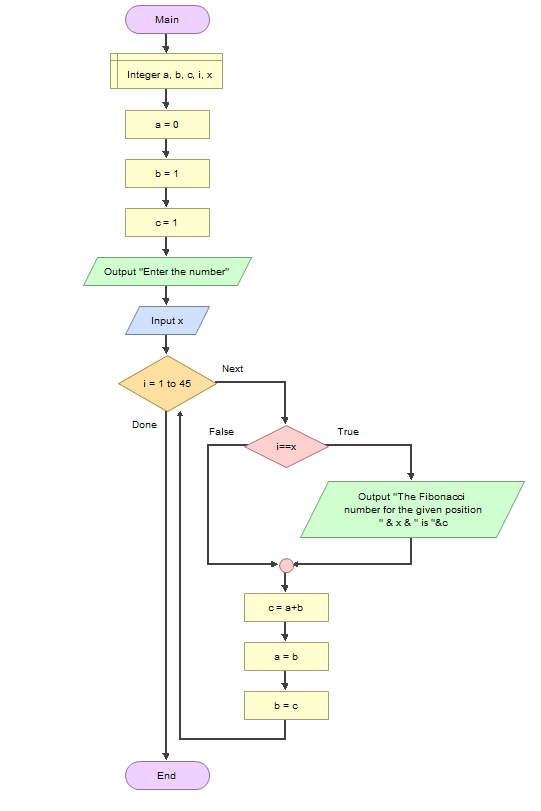 Main
Integer a, b, c, i, x
a = 0
b = 1
c = 1
Output "Enter the number"
Input x
i = 1 to 45
Next
Done
i==x
False
True
Output "The Fibonacci
number for the given position
" & x & " is "&c
c = a+b
a = b
b = c
End